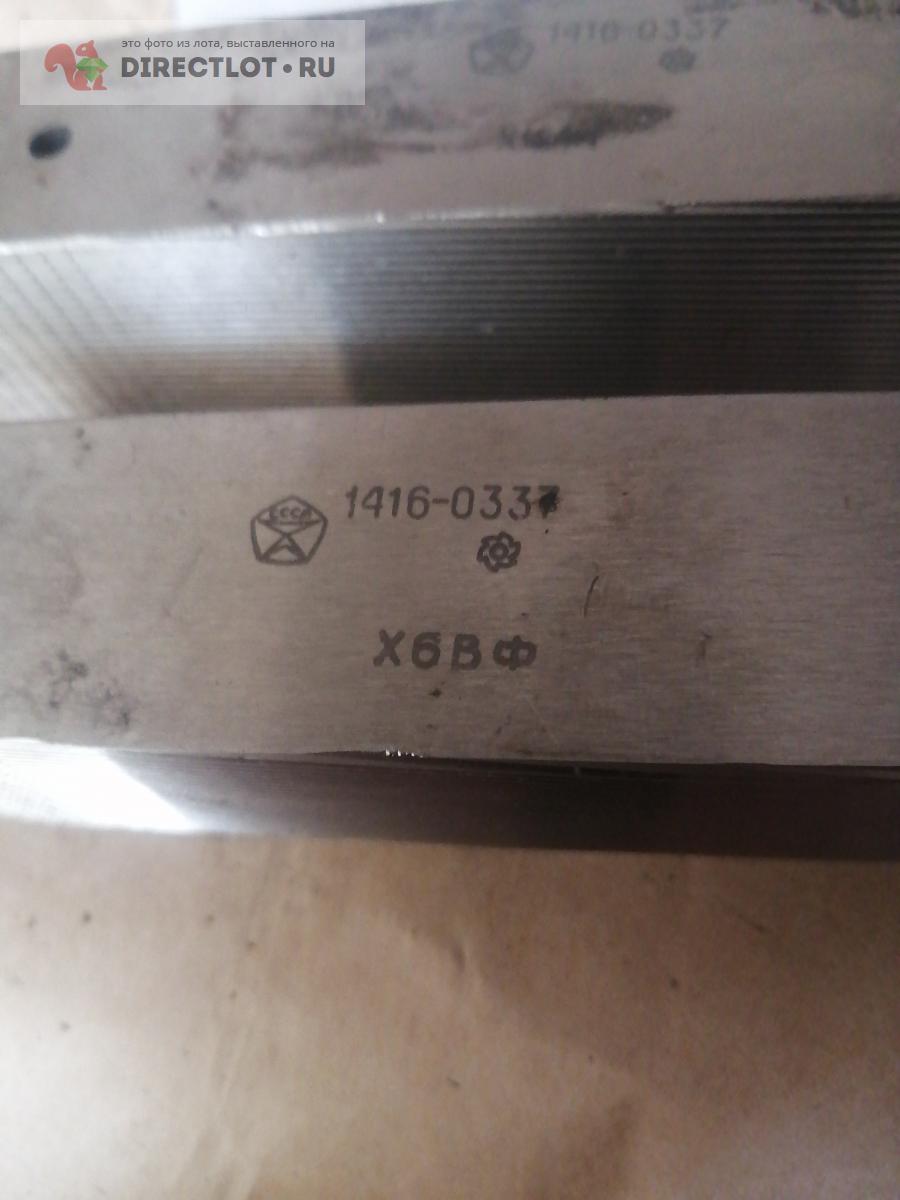 это фото из лота, выставленного на
DIRECTLOT•RU
1416-0337
СССР
1416-0337
Х6ВФ